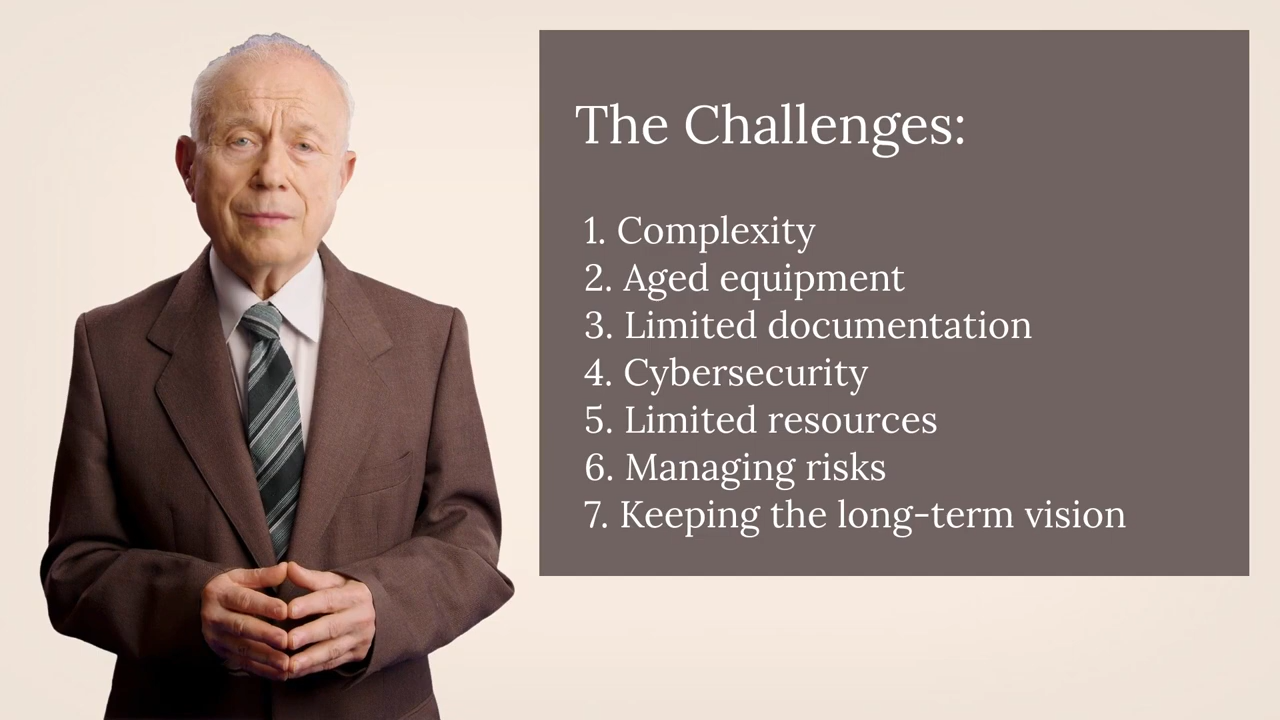 The Challenges:
1. Complexity
2. Aged equipment
3. Limited documentation
4. Cybersecurity
5. Limited resources
6. Managing risks
7. Keeping the long-term vision